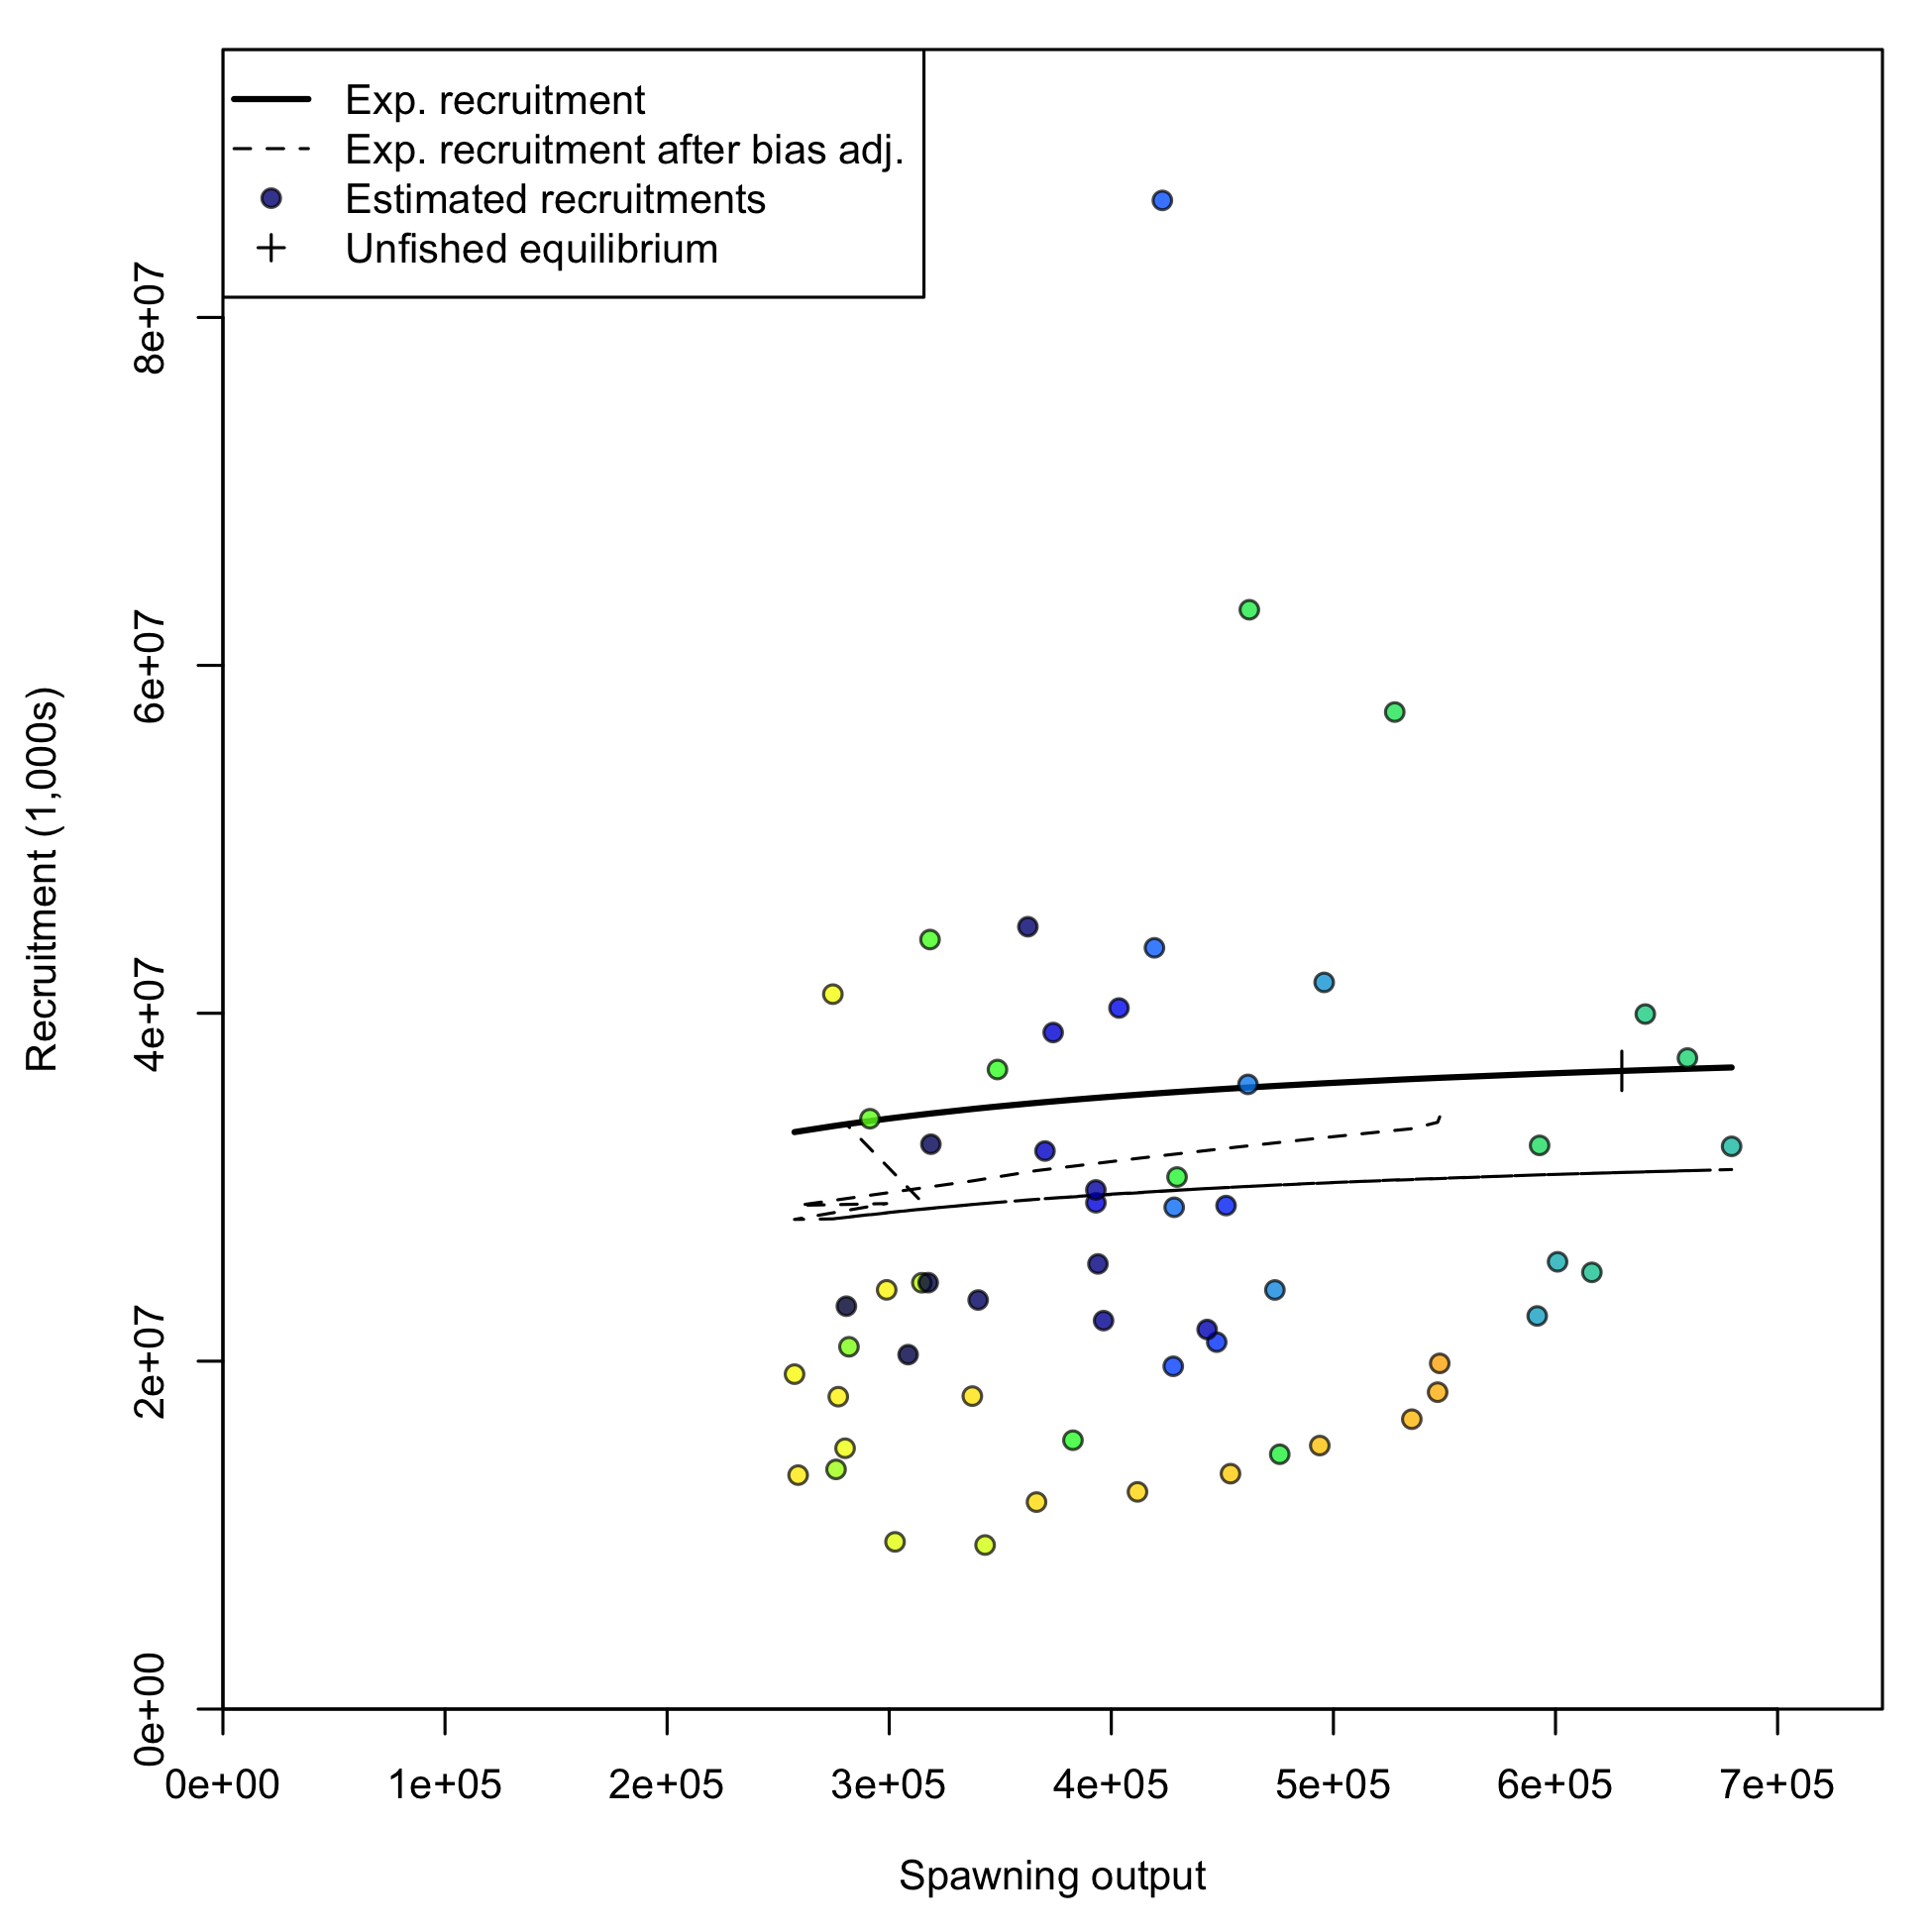 Exp. recruitment
Exp. recruitment after bias adj.
Estimated recruitments
Unfished equilibrium
8e+07
6e+07
4e+07
2e+07
0e+00
Recruitment (1,000s)
0e+00 1e+05 2e+05 3e+05 4e+05 5e+05 6e+05 7e+05
Spawning output